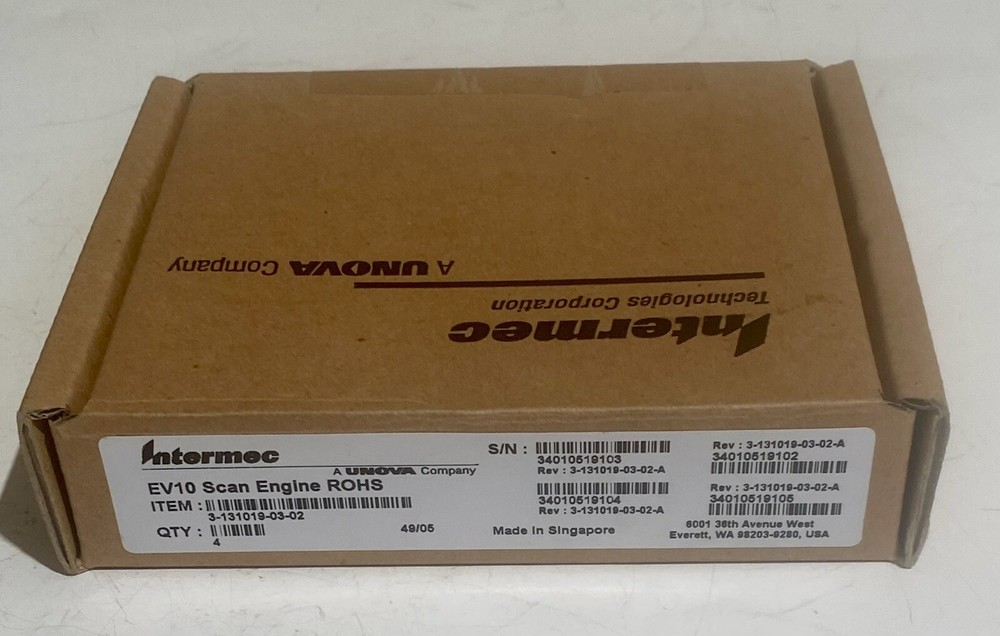 Intermec
Technologies Corporation
A UNOVA Company
Intermec
A UNOVA Company
EV10 Scan Engine ROHS
ITEM :
3-131019-03-02
QTY :
4
49/05
S/N :
34010519103
Rev : 3-131019-03-02-A
34010519104
Rev : 3-131019-03-02-A
Made in Singapore
Rev : 3-131019-03-02-A
34010519102
Rev : 3-131019-03-02-A
34010519105
6001 36th Avenue West
Everett, WA 98203-9280, USA